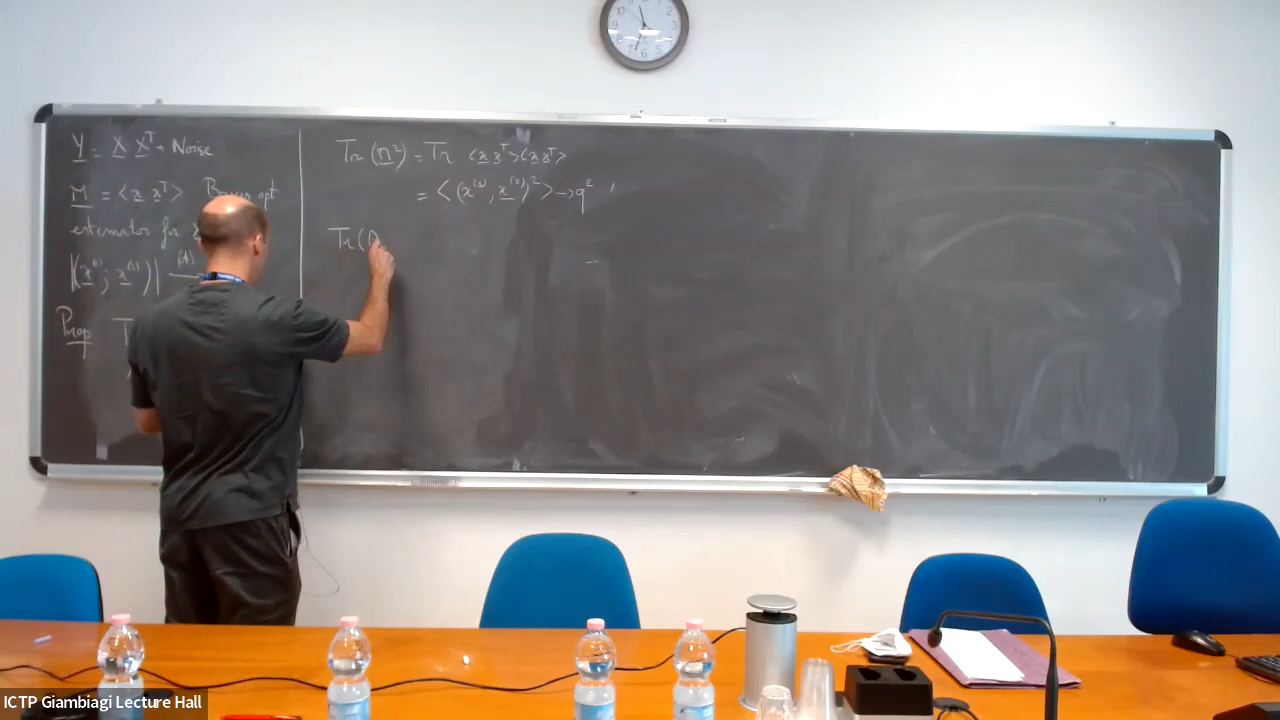 Y = X X^T + Noise
M = <x x^T> Bayes opt
estimator for
|(x^(1); x^(2))| (d)
Prop T
Tr (M^2) = Tr <x x^T><x x^T>
= <(x^(1), x^(2))^2> → q^2
Tr (
ICTP Giambiagi Lecture Hall